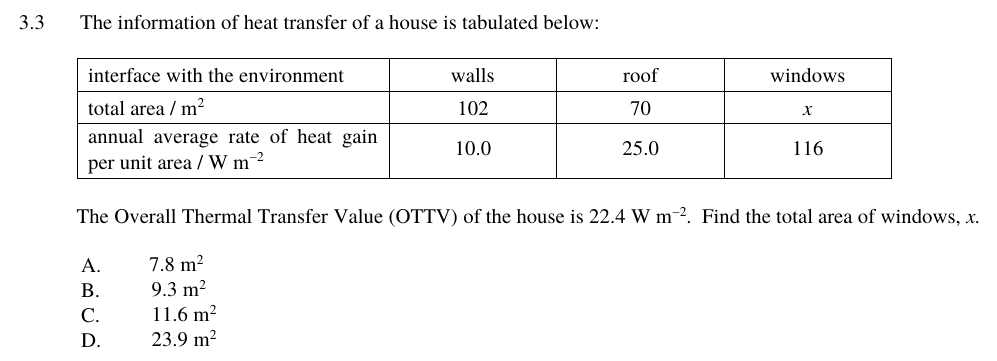 3.3 The information of heat transfer of a house is tabulated below:
interface with the environment walls roof windows
total area / m² 102 70 x
annual average rate of heat gain
per unit area / W m⁻² 10.0 25.0 116
The Overall Thermal Transfer Value (OTTV) of the house is 22.4 W m⁻². Find the total area of windows, x.
A. 7.8 m²
B. 9.3 m²
C. 11.6 m²
D. 23.9 m²